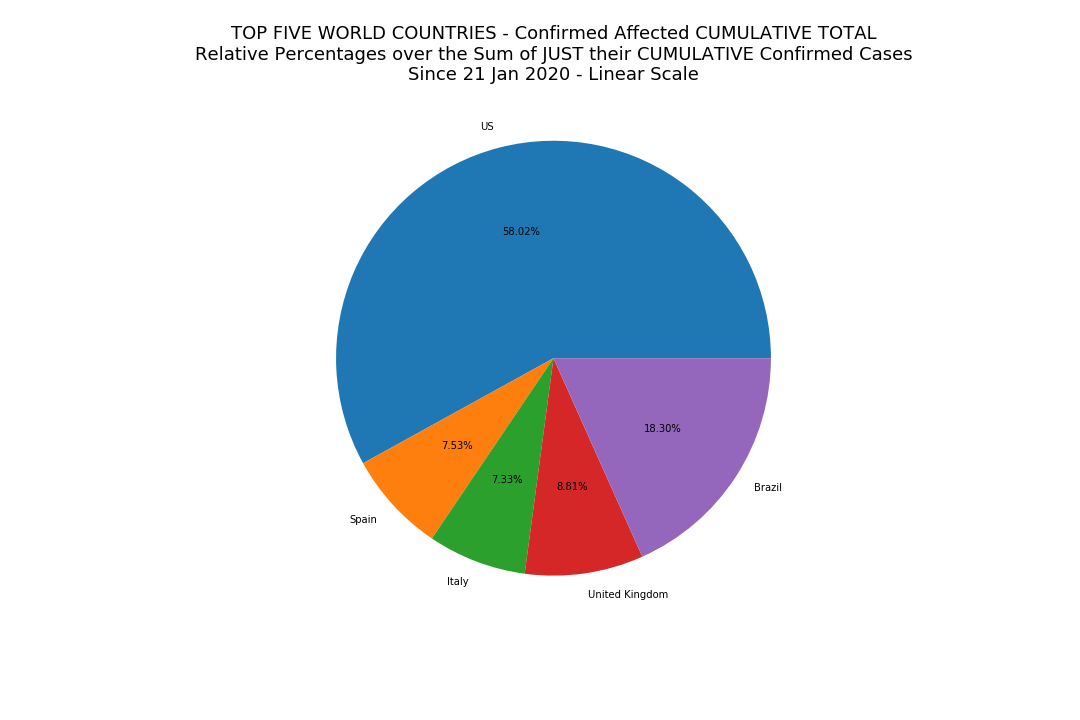 TOP FIVE WORLD COUNTRIES - Confirmed Affected CUMULATIVE TOTAL
Relative Percentages over the Sum of JUST their CUMULATIVE Confirmed Cases
Since 21 Jan 2020 - Linear Scale
US
58.02%
18.30%
7.53%
7.33%
8.81%
Brazil
Spain
Italy
United Kingdom